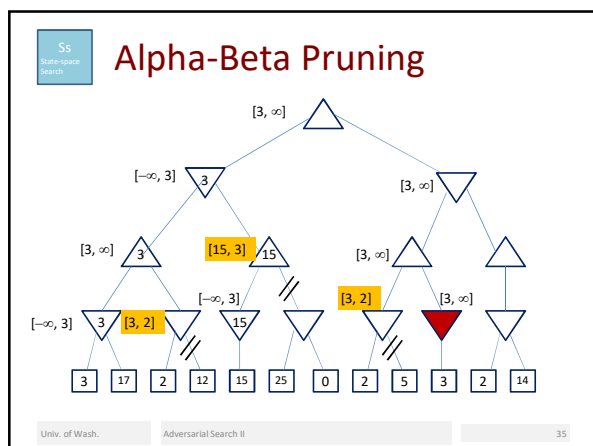 Ss
State-space
Search
Alpha-Beta Pruning
[3, ∞]
[−∞, 3]
3
[3, ∞]
[3, ∞]
3
[15, 3]
15
[3, ∞]
[−∞, 3]
3
[3, 2]
[−∞, 3]
15
[3, 2]
[3, ∞]
3 17 2 12 15 25 0 2 5 3 2 14
Univ. of Wash. Adversarial Search II 35